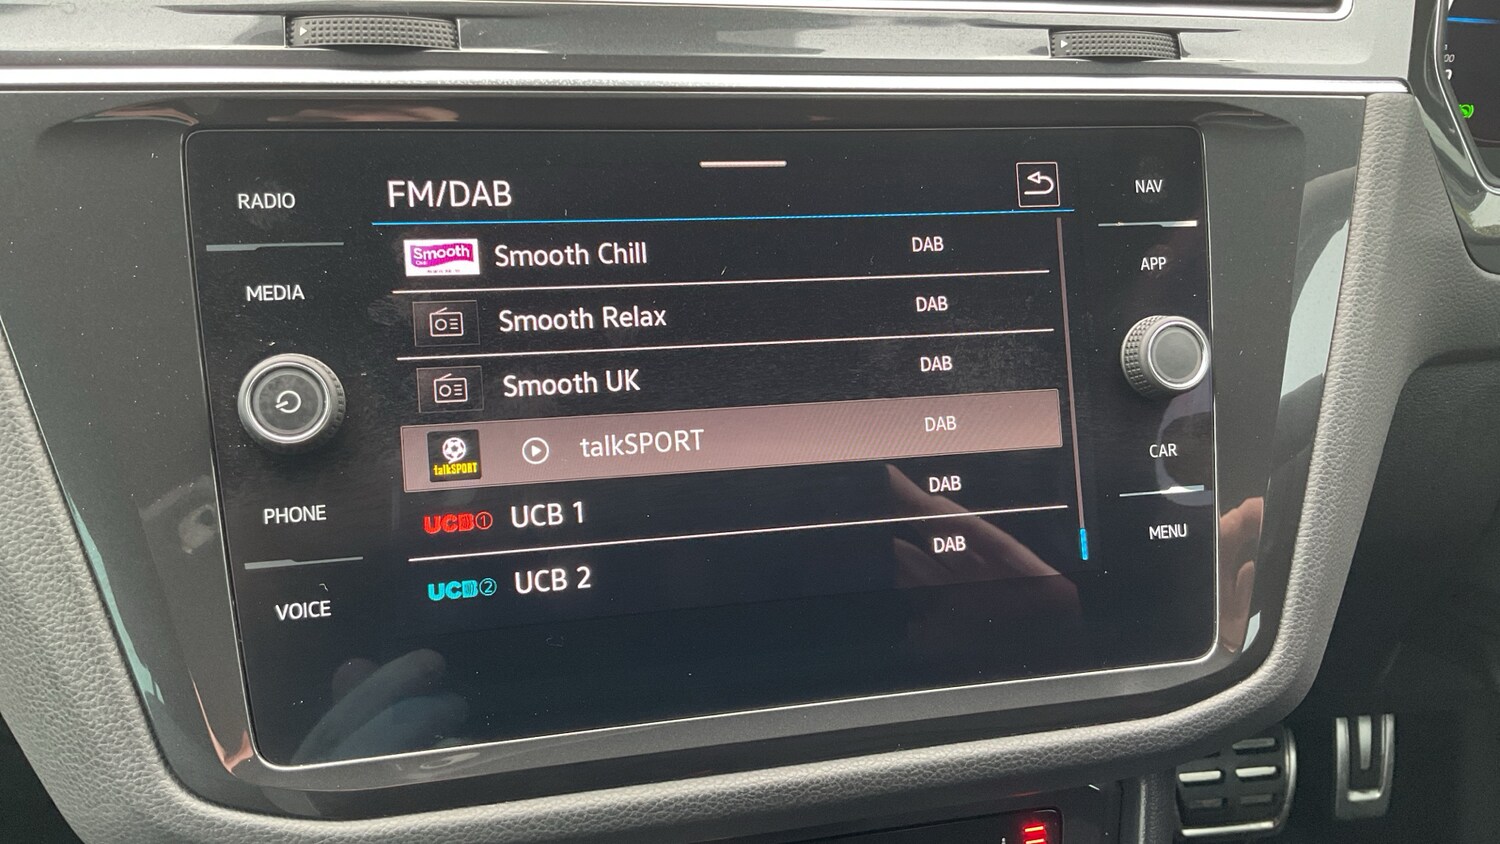 RADIO
FM/DAB
NAV
Smooth
Smooth Chill
DAB
APP
MEDIA
Smooth Relax
DAB
Smooth UK
DAB
talkSPORT
talkSPORT
DAB
CAR
PHONE
UCB1
UCB 1
DAB
MENU
VOICE
UCB2
UCB 2
DAB